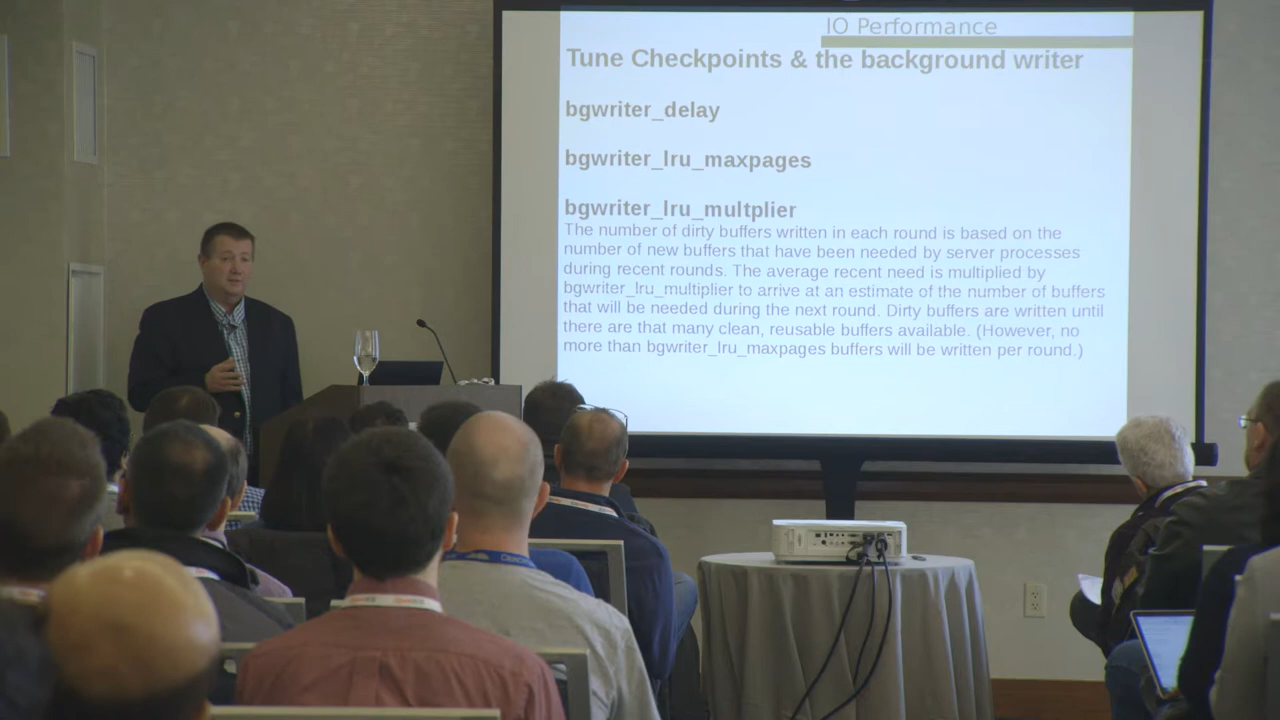 IO Performance
Tune Checkpoints & the background writer
bgwriter_delay
bgwriter_lru_maxpages
bgwriter_lru_multplier
The number of dirty buffers written in each round is based on the
number of new buffers that have been needed by server processes
during recent rounds. The average recent need is multiplied by
bgwriter_lru_multiplier to arrive at an estimate of the number of buffers
that will be needed during the next round. Dirty buffers are written until
there are that many clean, reusable buffers available. (However, no
more than bgwriter_lru_maxpages buffers will be written per round.)